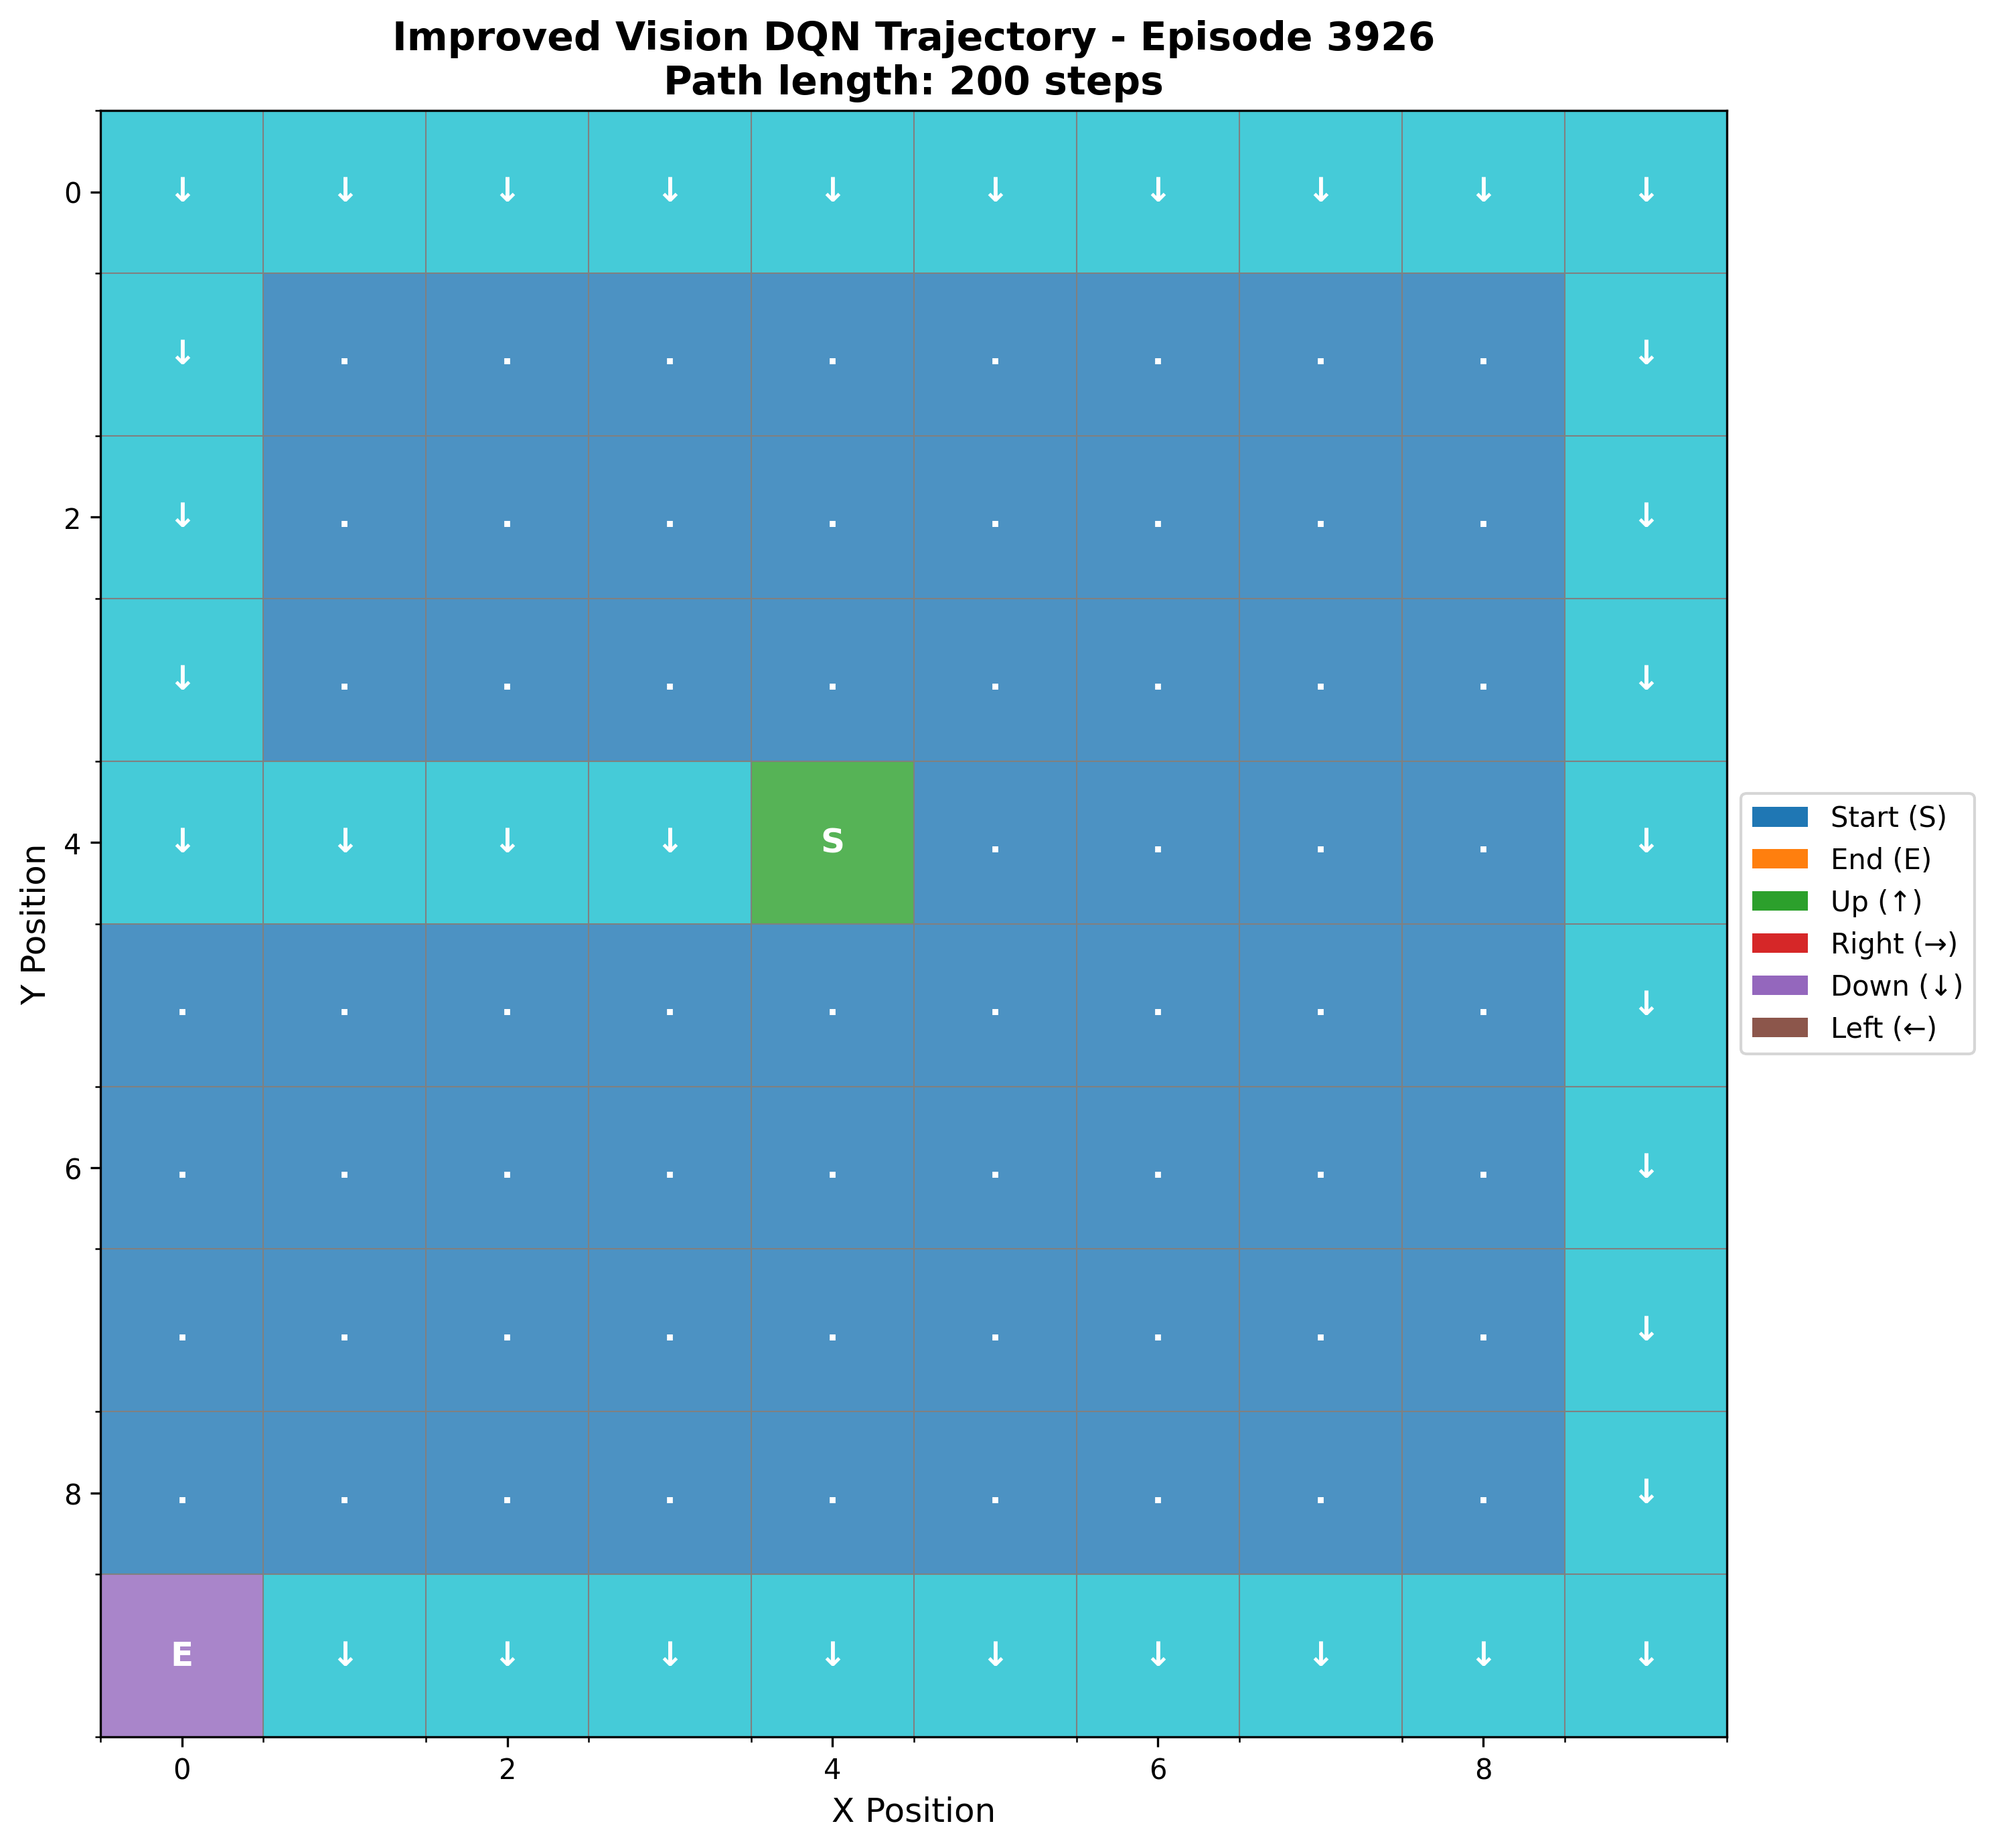 Improved Vision DQN Trajectory - Episode 3926
Path length: 200 steps
0 ↓ ↓ ↓ ↓ ↓ ↓ ↓ ↓ ↓ ↓
↓ . . . . . . . . ↓
2 ↓ . . . . . . . . ↓
↓ . . . . . . . . ↓
4 ↓ ↓ ↓ ↓ S . . . . ↓
. . . . . . . . . ↓
6 . . . . . . . . . ↓
. . . . . . . . . ↓
8 . . . . . . . . . ↓
E ↓ ↓ ↓ ↓ ↓ ↓ ↓ ↓ ↓
0 2 4 6 8
X Position
Y Position
Start (S)
End (E)
Up (↑)
Right (→)
Down (↓)
Left (←)